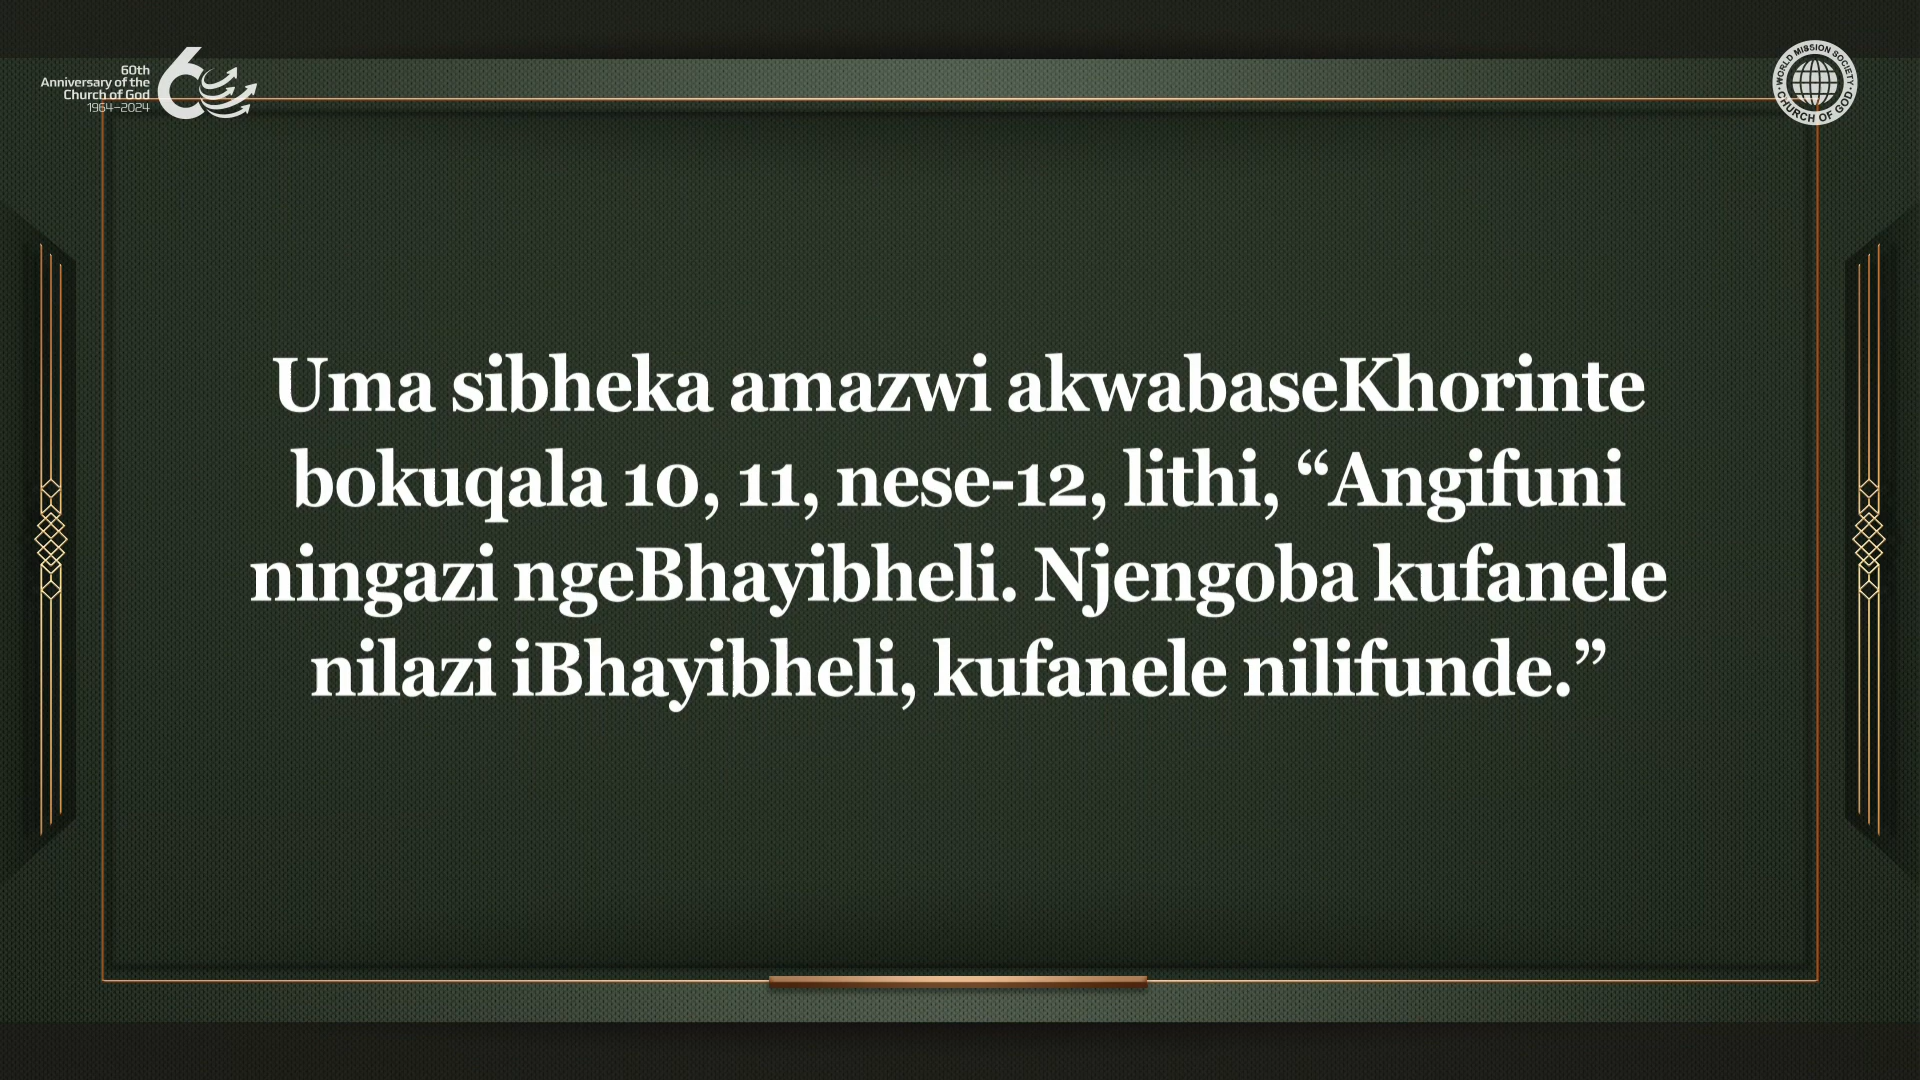 60th
Anniversary of the
Church of God
1964–2024
WORLD MISSION SOCIETY
CHURCH OF GOD
Uma sibheka amazwi akwabaseKhorinte
bokuqala 10, 11, nese-12, lithi, “Angifuni
ningazi ngeBhayibheli. Njengoba kufanele
nilazi iBhayibheli, kufanele nilifunde.”